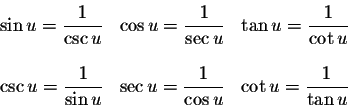 sin u = 1/csc u   cos u = 1/sec u   tan u = 1/cot u
csc u = 1/sin u   sec u = 1/cos u   cot u = 1/tan u